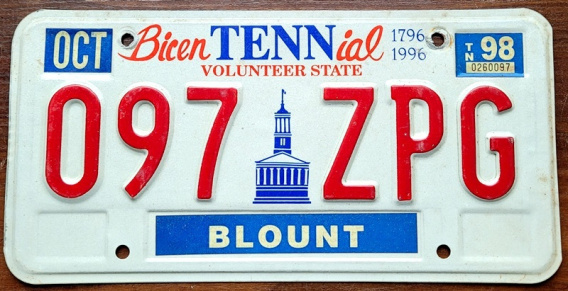 OCT BicenTENNial 1796 1996 TN 98
0260097
VOLUNTEER STATE
097 ZPG
BLOUNT